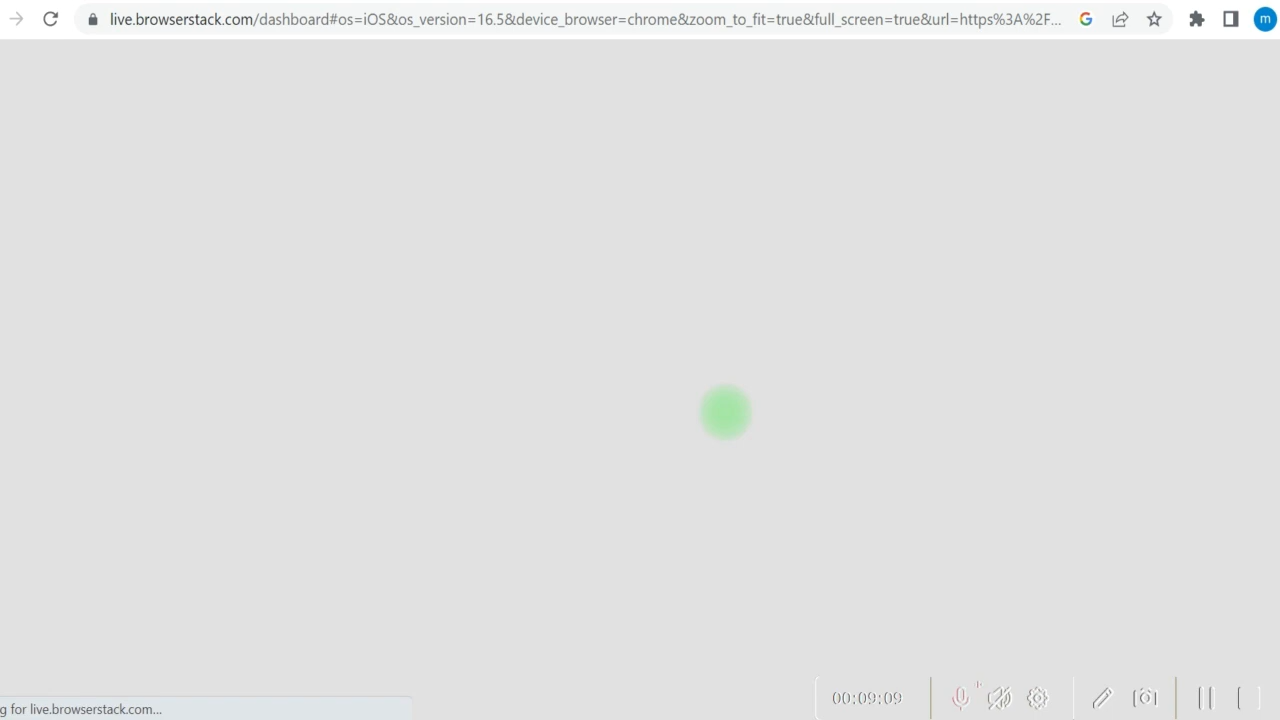 live.browserstack.com/dashboard#os=iOS&os_version=16.5&device_browser=chrome&zoom_to_fit=true&full_screen=true&url=https%3A%2F...
m
00:09:09
g for live.browserstack.com...